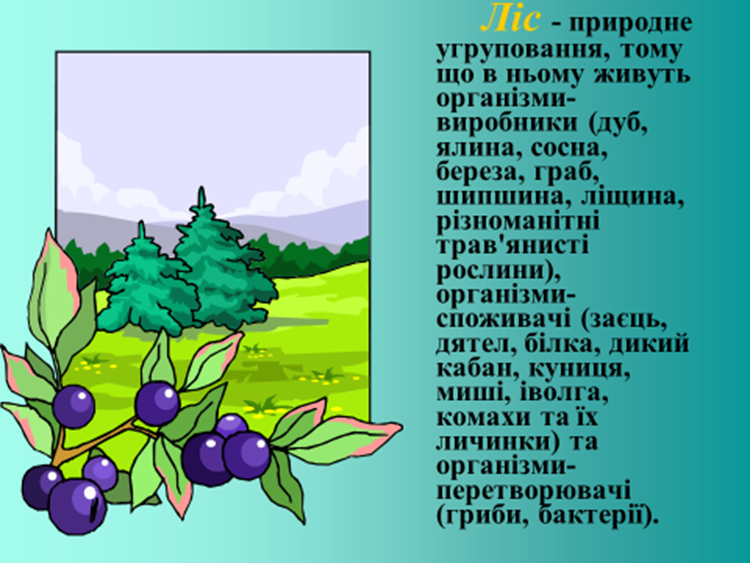 Ліс - природне
угруповання, тому
що в ньому живуть
організми-
виробники (дуб,
ялина, сосна,
береза, граб,
шипшина, ліщина,
різноманітні
трав'янисті
рослини),
організми-
споживачі (заєць,
дятел, білка, дикий
кабан, куниця,
миші, іволга,
комахи та їх
личинки) та
організми-
перетворювачі
(гриби, бактерії).